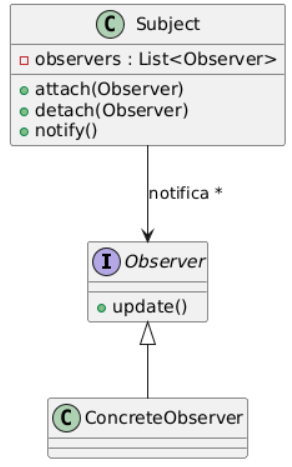 C Subject
observers : List<Observer>
attach(Observer)
detach(Observer)
notify()
notifica *
I Observer
update()
C ConcreteObserver